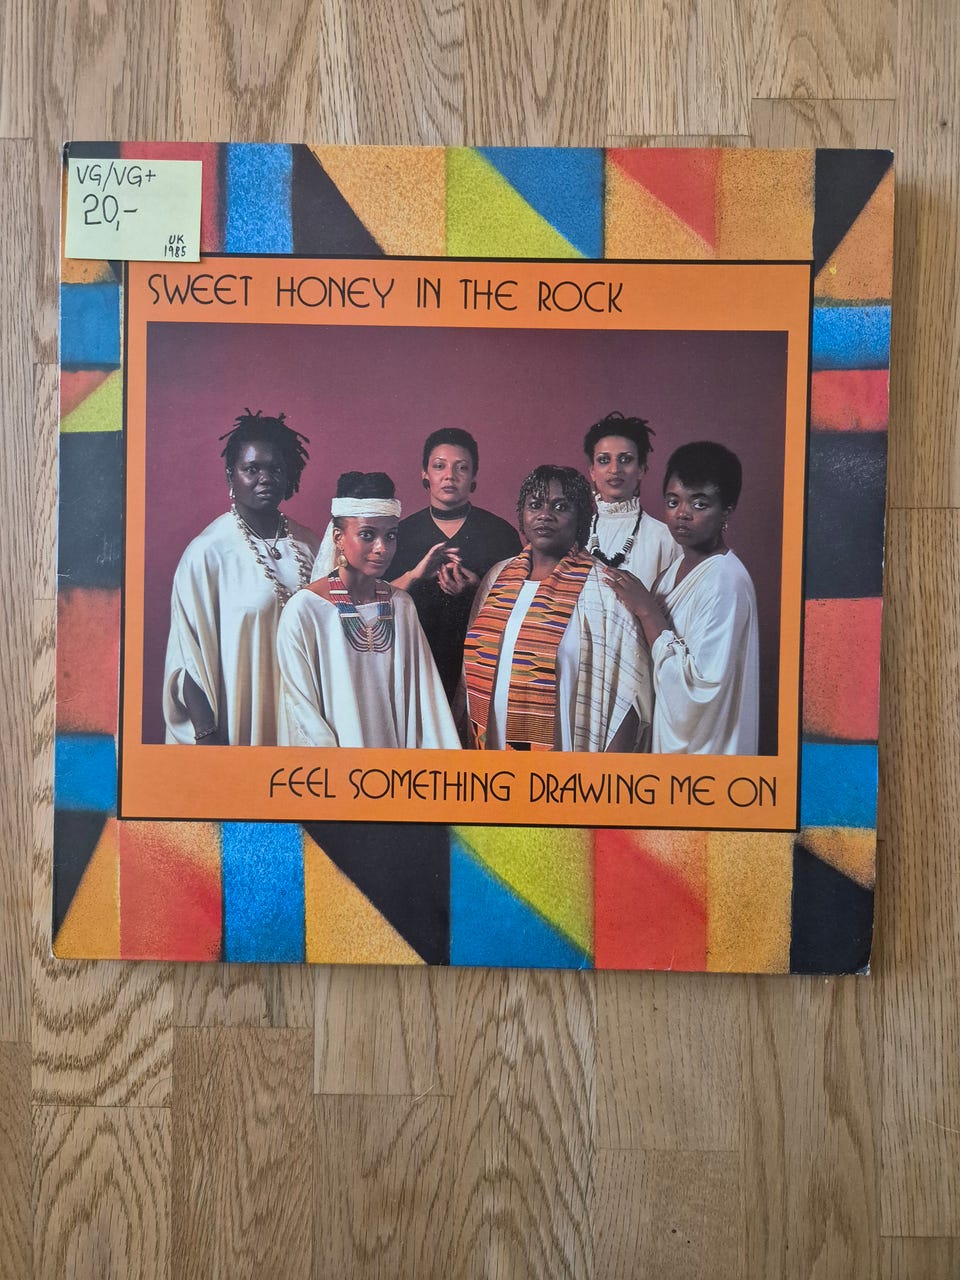 VG/VG+
20,-
UK
1985
SWEET HONEY IN THE ROCK
FEEL SOMETHING DRAWING ME ON